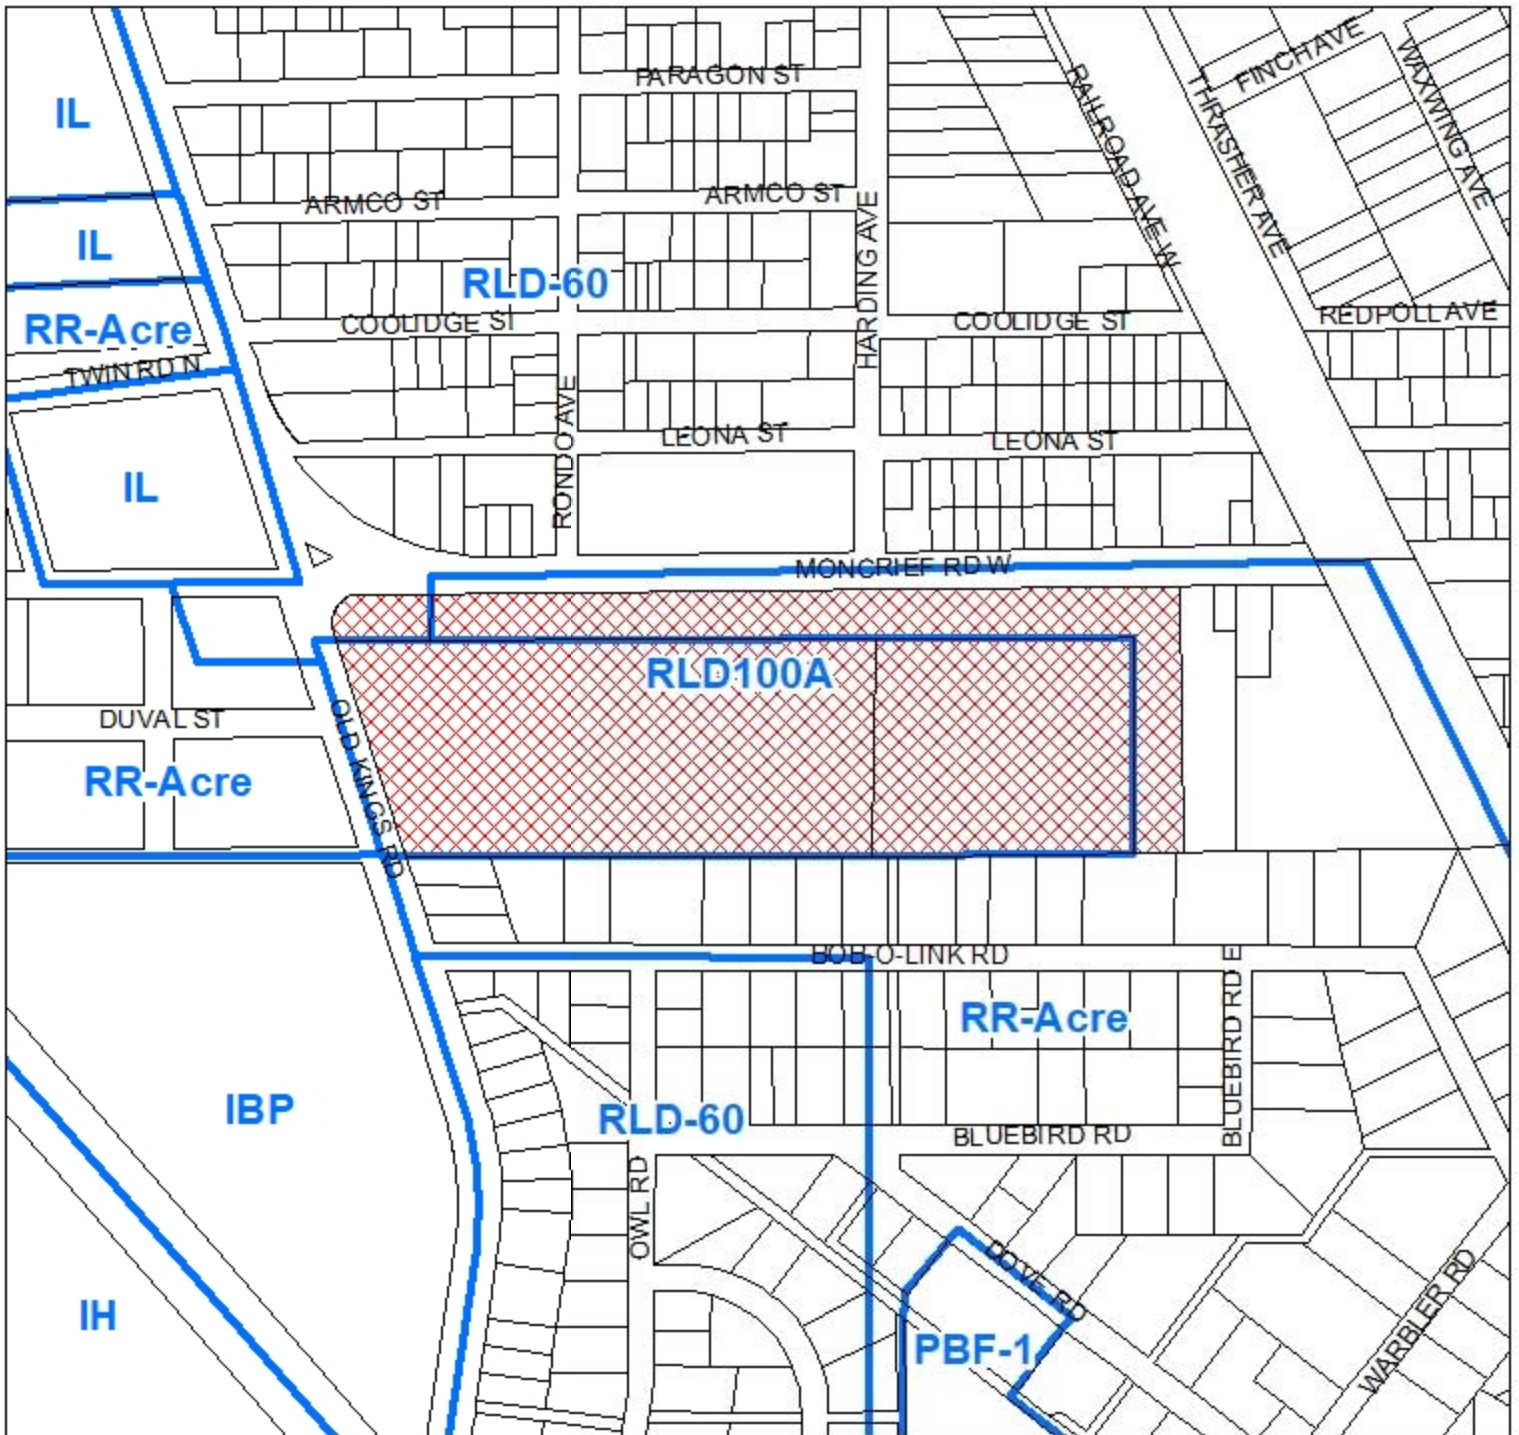 PARAGON ST
FINCH AVE
WAXWING AVE
IL
RAILROAD AVE W
THRASHER AVE
ARMCO ST
ARMCO ST
HARDING AVE
IL
RLD-60
RR-Acre
COOLIDGE ST
COOLIDGE ST
REDPOLL AVE
TWIN RD N
RONDO AVE
LEONA ST
LEONA ST
IL
MONCRIEF RD W
RLD100A
DUVAL ST
OLD KINGS RD
RR-Acre
BOB-O-LINK RD
BLUEBIRD RD E
RR-Acre
IBP
RLD-60
BLUEBIRD RD
OWL RD
DOVE RD
IH
PBF-1
WARBLER RD